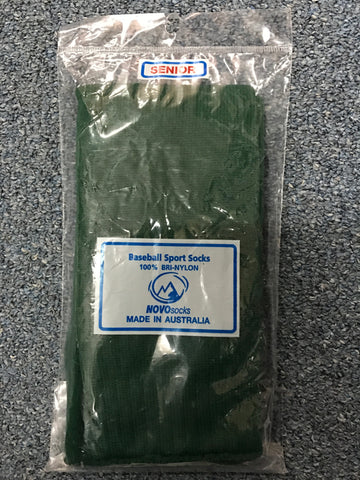 SENIOR
Baseball Sport Socks
100% BRI-NYLON
NOVOsocks
MADE IN AUSTRALIA